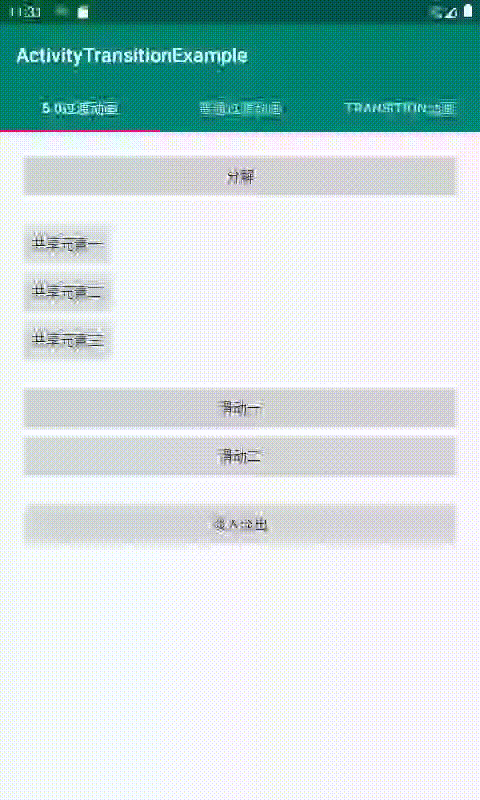 11:31
ActivityTransitionExample
5.0过渡动画
普通过渡动画
TRANSITION动画
分解
共享元素一
共享元素二
共享元素三
滑动一
滑动二
淡入淡出